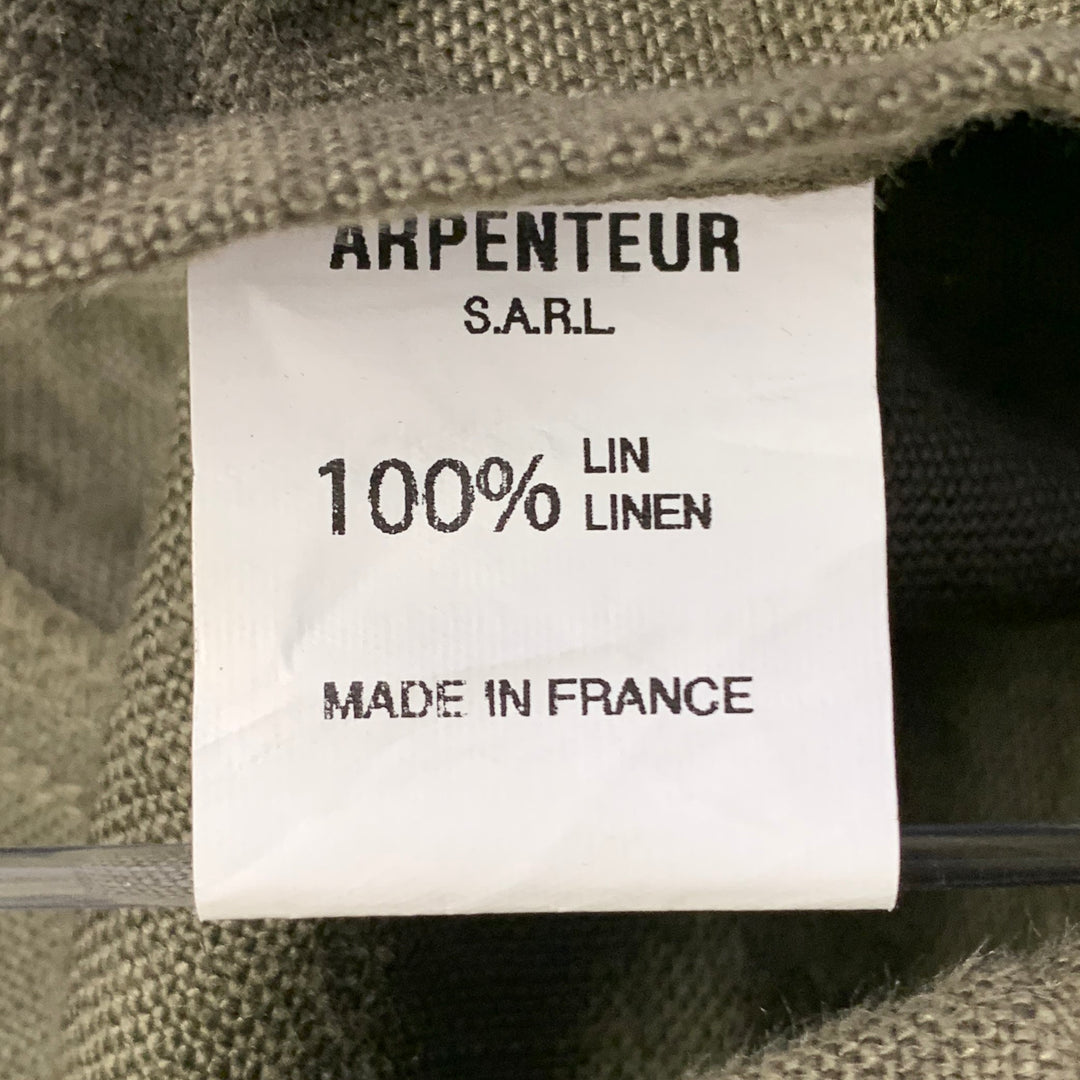 ARPENTEUR
S.A.R.L.
100% LIN
LINEN
MADE IN FRANCE